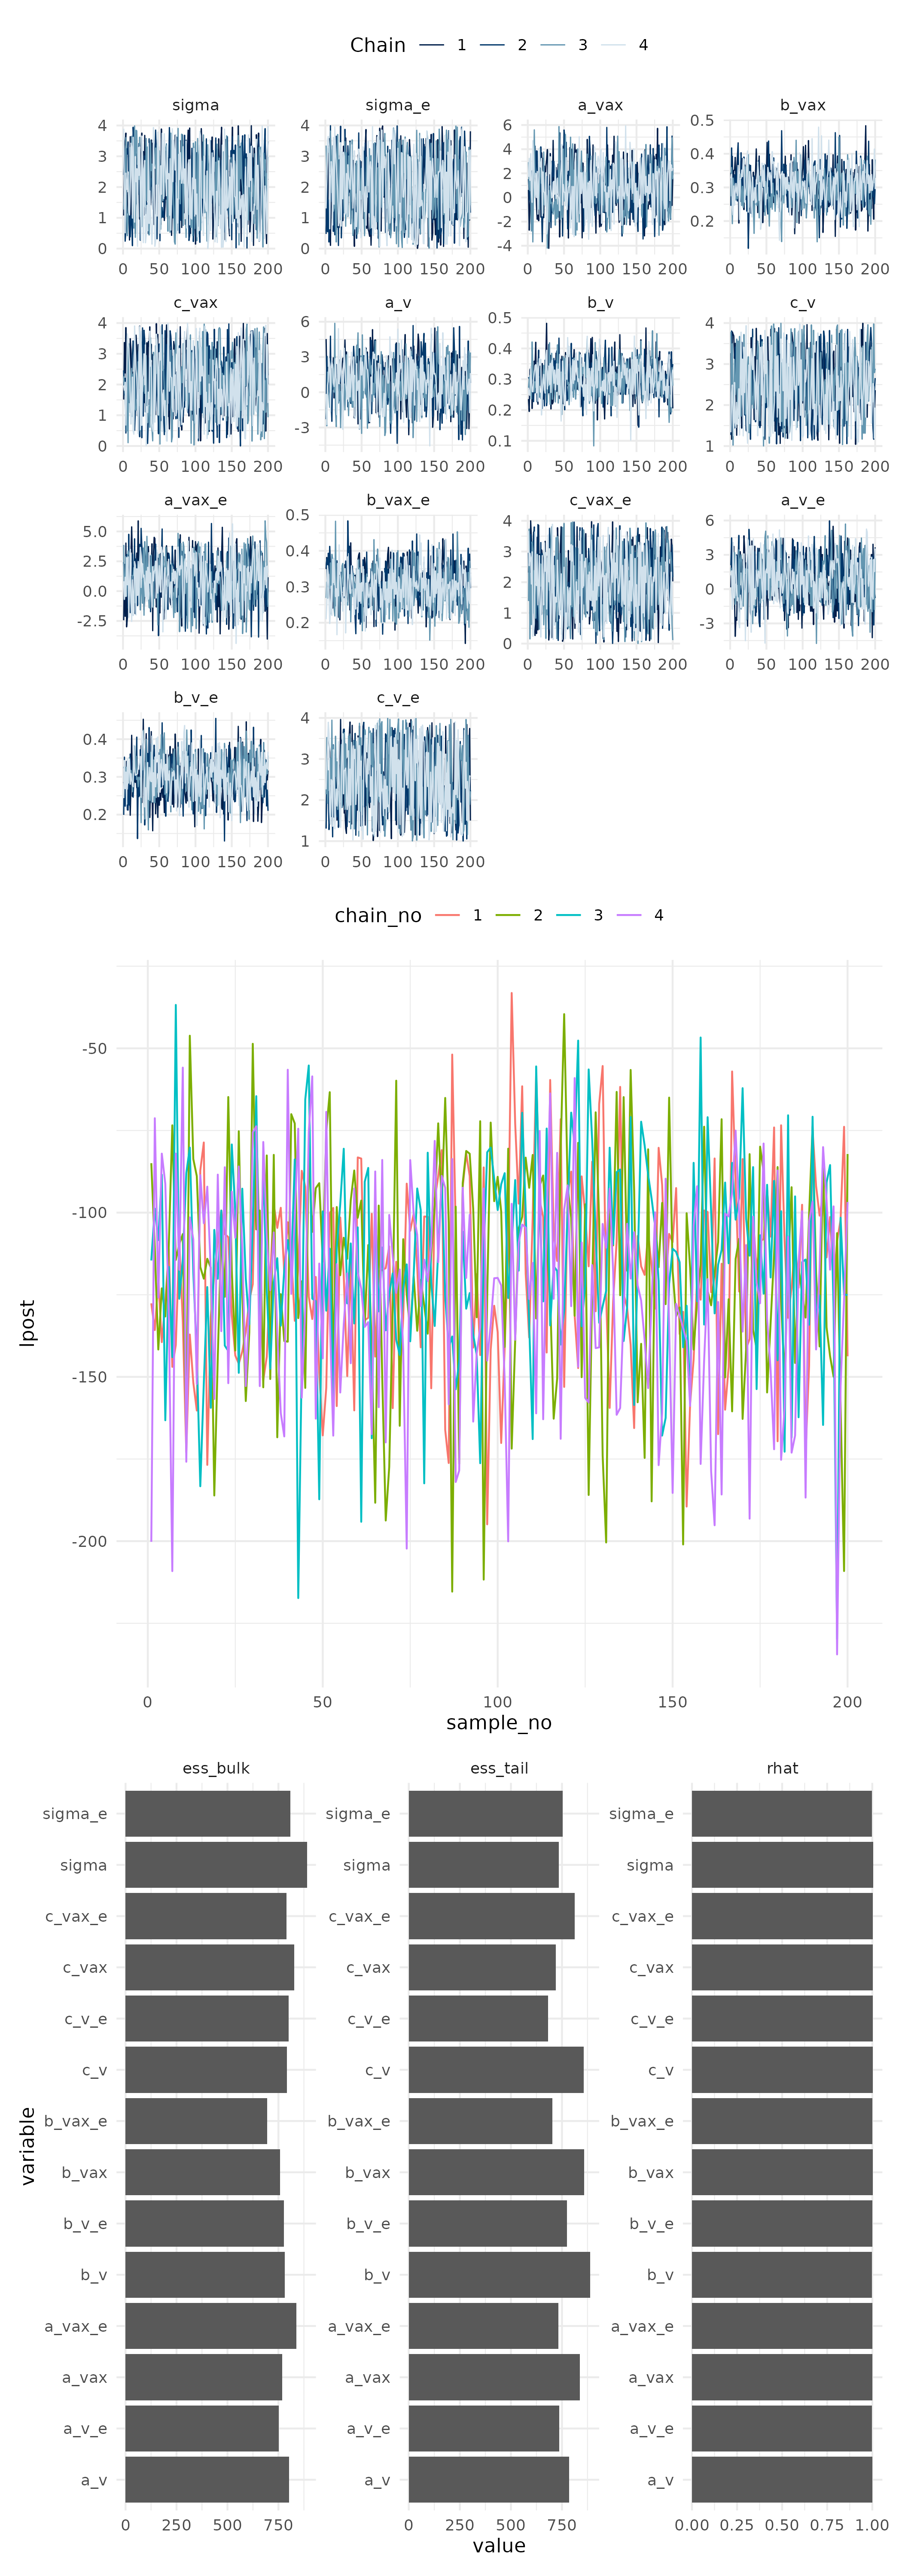 Chain 1 2 3 4
sigma sigma_e a_vax b_vax
4 3 2 1 0
4 3 2 1 0
6 4 2 0 -2 -4
0.5 0.4 0.3 0.2
0 50 100 150 200 0 50 100 150 200 0 50 100 150 200 0 50 100 150 200
c_vax a_v b_v c_v
4 3 2 1 0
6 3 0 -3
0.5 0.4 0.3 0.2 0.1
4 3 2 1
0 50 100 150 200 0 50 100 150 200 0 50 100 150 200 0 50 100 150 200
a_vax_e b_vax_e c_vax_e a_v_e
5.0 2.5 0.0 -2.5
0.5 0.4 0.3 0.2
4 3 2 1 0
6 3 0 -3
0 50 100 150 200 0 50 100 150 200 0 50 100 150 200 0 50 100 150 200
b_v_e c_v_e
0.4 0.3 0.2
4 3 2 1
0 50 100 150 200 0 50 100 150 200
chain_no 1 2 3 4
lpost
-50
-100
-150
-200
0 50 100 150 200
sample_no
ess_bulk ess_tail rhat
variable
sigma_e sigma_e sigma_e
sigma sigma sigma
c_vax_e c_vax_e c_vax_e
c_vax c_vax c_vax
c_v_e c_v_e c_v_e
c_v c_v c_v
b_vax_e b_vax_e b_vax_e
b_vax b_vax b_vax
b_v_e b_v_e b_v_e
b_v b_v b_v
a_vax_e a_vax_e a_vax_e
a_vax a_vax a_vax
a_v_e a_v_e a_v_e
a_v a_v a_v
0 250 500 750 0 250 500 750 0.00 0.25 0.50 0.75 1.00
value